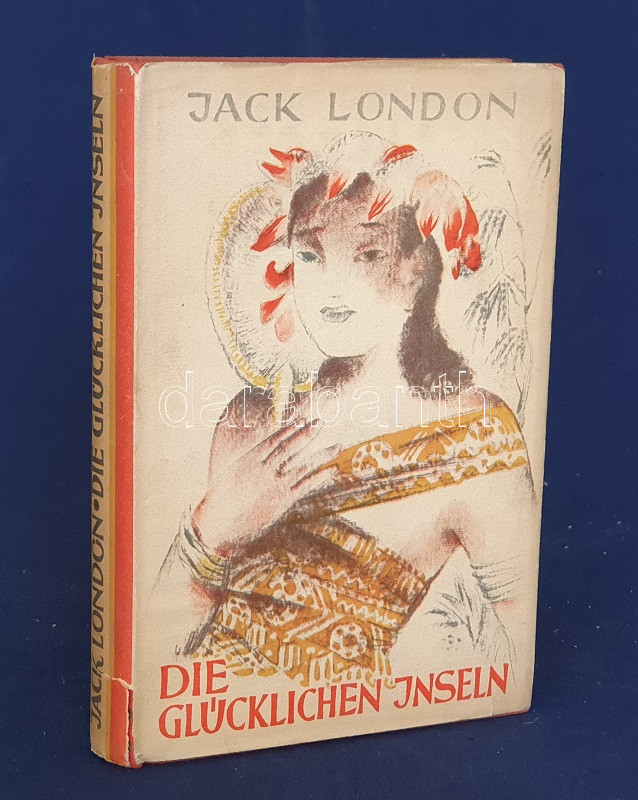 JACK LONDON
DIE
GLÜCKLICHEN INSELN
JACK LONDON • DIE GLÜCKLICHEN INSELN
darabanth